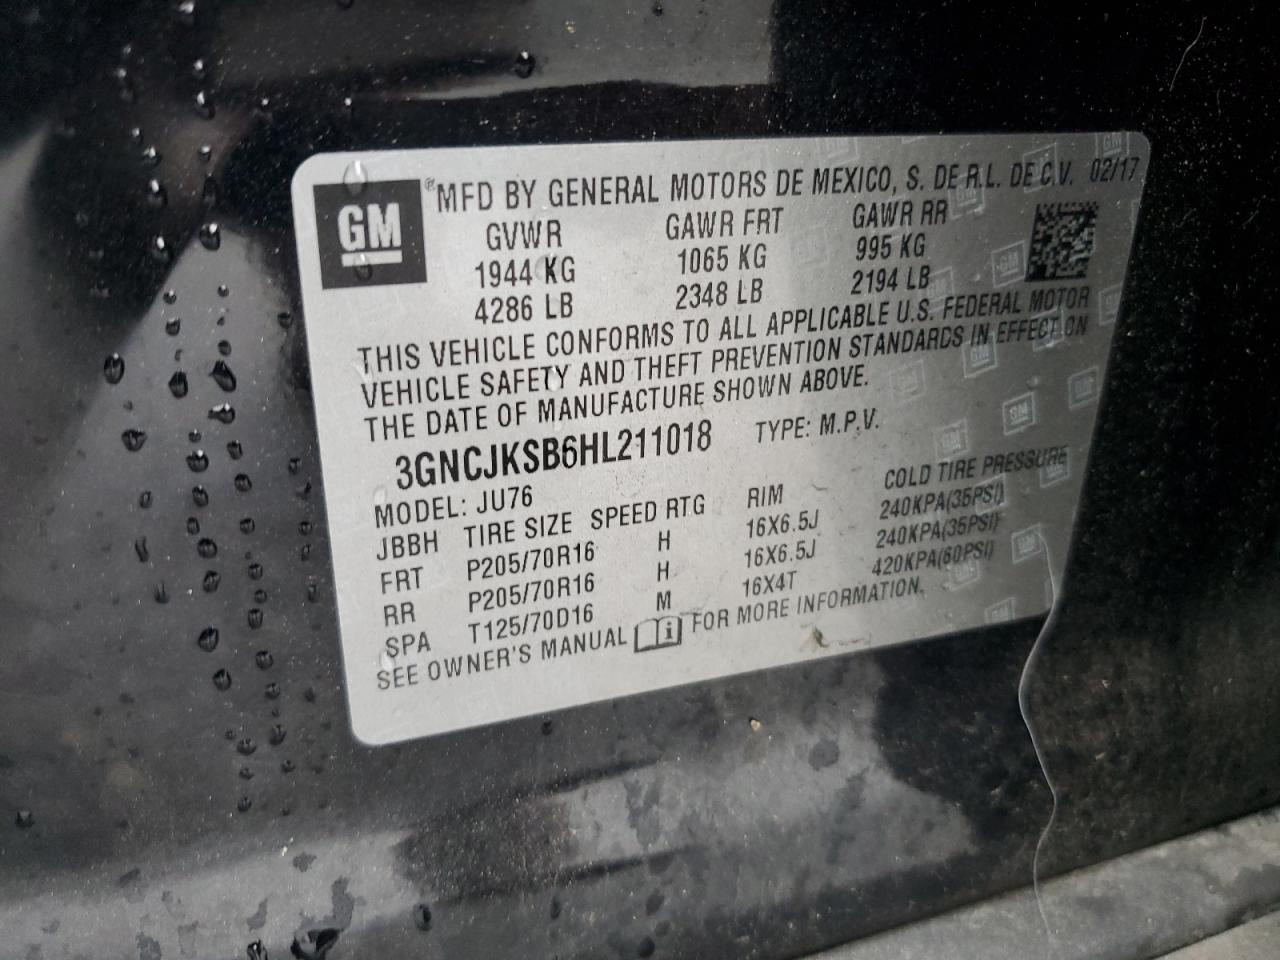 GM ®MFD BY GENERAL MOTORS DE MEXICO, S. DE R.L. DE C.V. 02/17
GVWR GAWR FRT GAWR RR
1944 KG 1065 KG 995 KG
4286 LB 2348 LB 2194 LB
THIS VEHICLE CONFORMS TO ALL APPLICABLE U.S. FEDERAL MOTOR
VEHICLE SAFETY AND THEFT PREVENTION STANDARDS IN EFFECT ON
THE DATE OF MANUFACTURE SHOWN ABOVE.
3GNCJKSB6HL211018 TYPE: M.P.V.
MODEL: JU76
JBBH TIRE SIZE SPEED RTG RIM COLD TIRE PRESSURE
FRT P205/70R16 H 16X6.5J 240KPA(35PSI)
RR P205/70R16 H 16X6.5J 240KPA(35PSI)
SPA T125/70D16 M 16X4T 420KPA(60PSI)
SEE OWNER'S MANUAL FOR MORE INFORMATION.